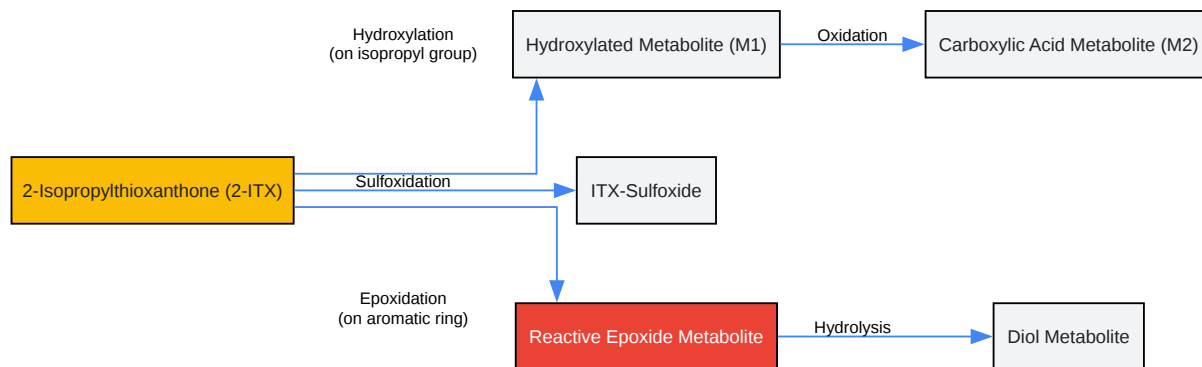 Hydroxylation
(on isopropyl group)
Hydroxylated Metabolite (M1)
Oxidation
Carboxylic Acid Metabolite (M2)
2-Isopropylthioxanthone (2-ITX)
Sulfoxidation
ITX-Sulfoxide
Epoxidation
(on aromatic ring)
Reactive Epoxide Metabolite
Hydrolysis
Diol Metabolite